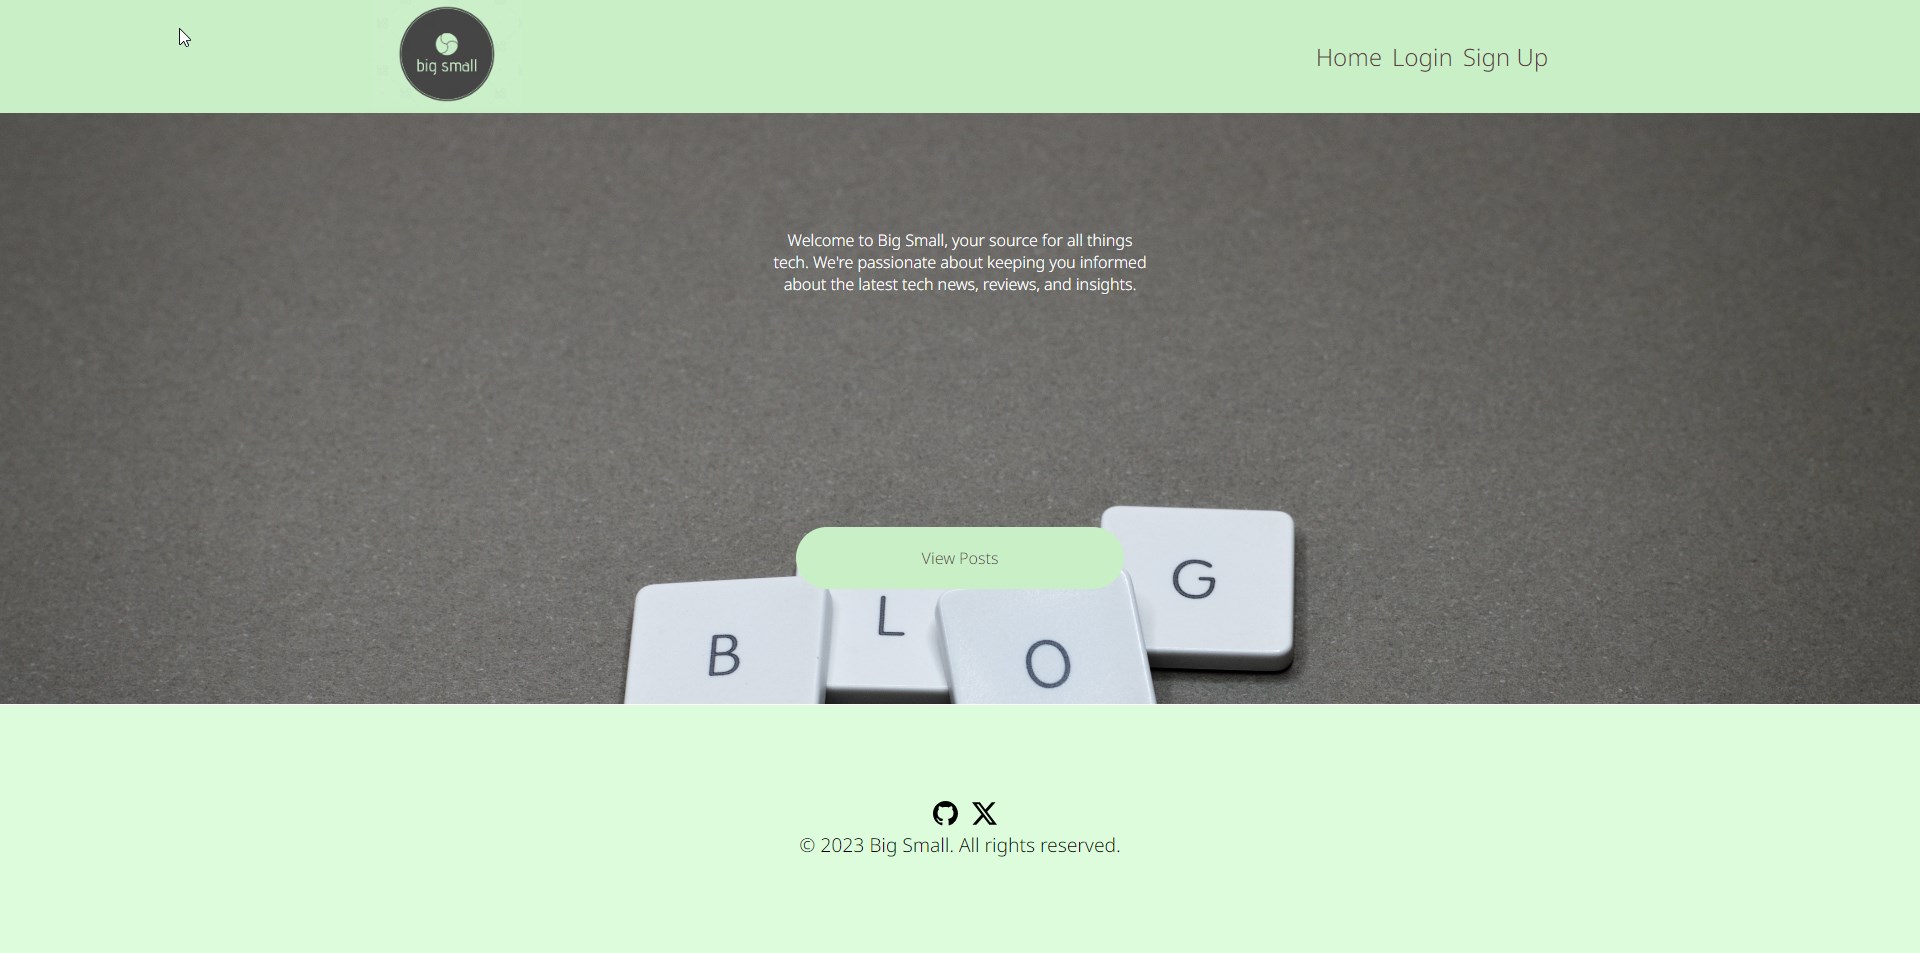 big small
Home Login Sign Up
Welcome to Big Small, your source for all things
tech. We're passionate about keeping you informed
about the latest tech news, reviews, and insights.
View Posts
G
L
B
O
© 2023 Big Small. All rights reserved.